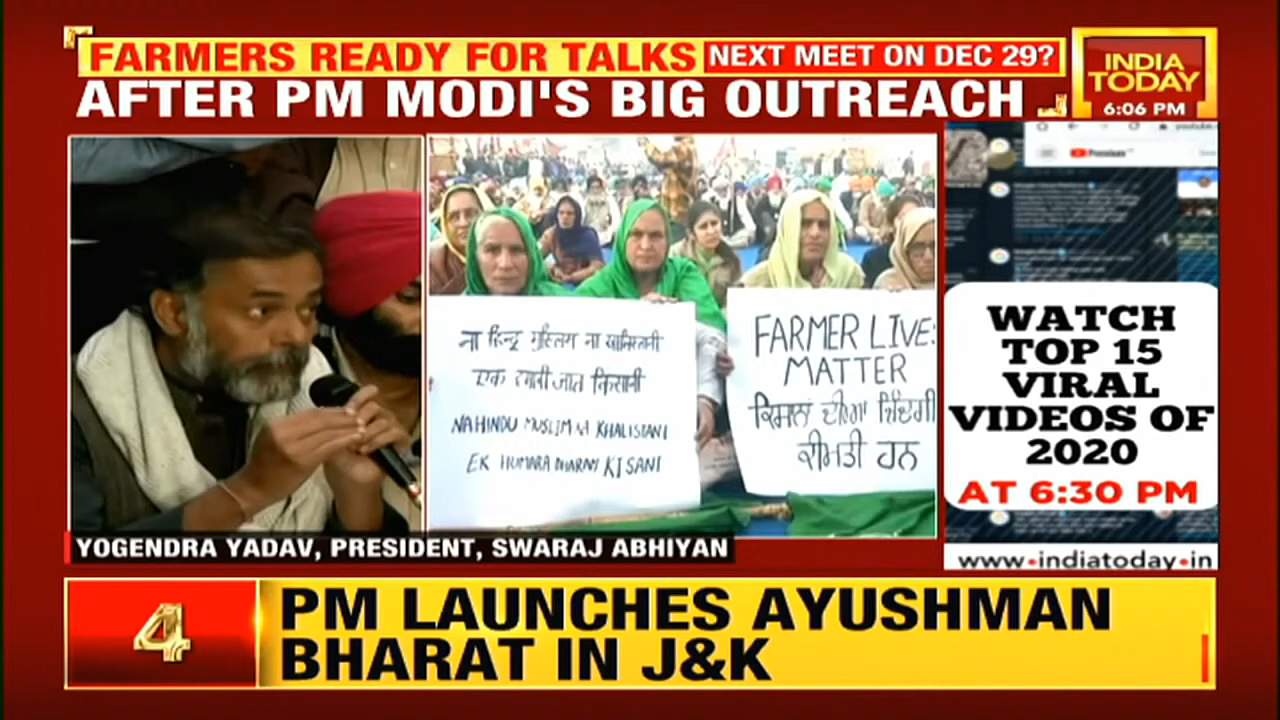 FARMERS READY FOR TALKS
NEXT MEET ON DEC 29?
AFTER PM MODI'S BIG OUTREACH
INDIA
TODAY
6:06 PM
Premium
ना हिन्दू मुस्लिम ना खालिस्तानी
एक जात किसानी
NA HINDU MUSLIM NA KHALISTANI
EK HUMARA DHARAM KISANI
FARMER LIVE
MATTER
ਕਿਸਾਨਾਂ ਦੀਆਂ ਜ਼ਿੰਦਗੀ
ਕੀਮਤੀ ਹਨ
WATCH
TOP 15
VIRAL
VIDEOS OF
2020
AT 6:30 PM
www.indiatoday.in
YOGENDRA YADAV, PRESIDENT, SWARAJ ABHIYAN
4
PM LAUNCHES AYUSHMAN
BHARAT IN J&K